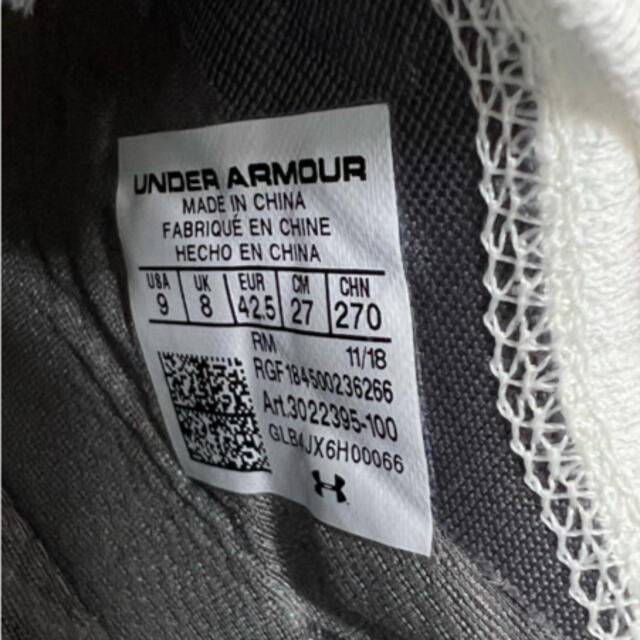 UNDER ARMOUR
MADE IN CHINA
FABRIQUÉ EN CHINE
HECHO EN CHINA
USA UK EUR CM CHN
9 8 42.5 27 270
RM 11/18
RGF184500236266
Art.3022395-100
GLB4JX6H00066